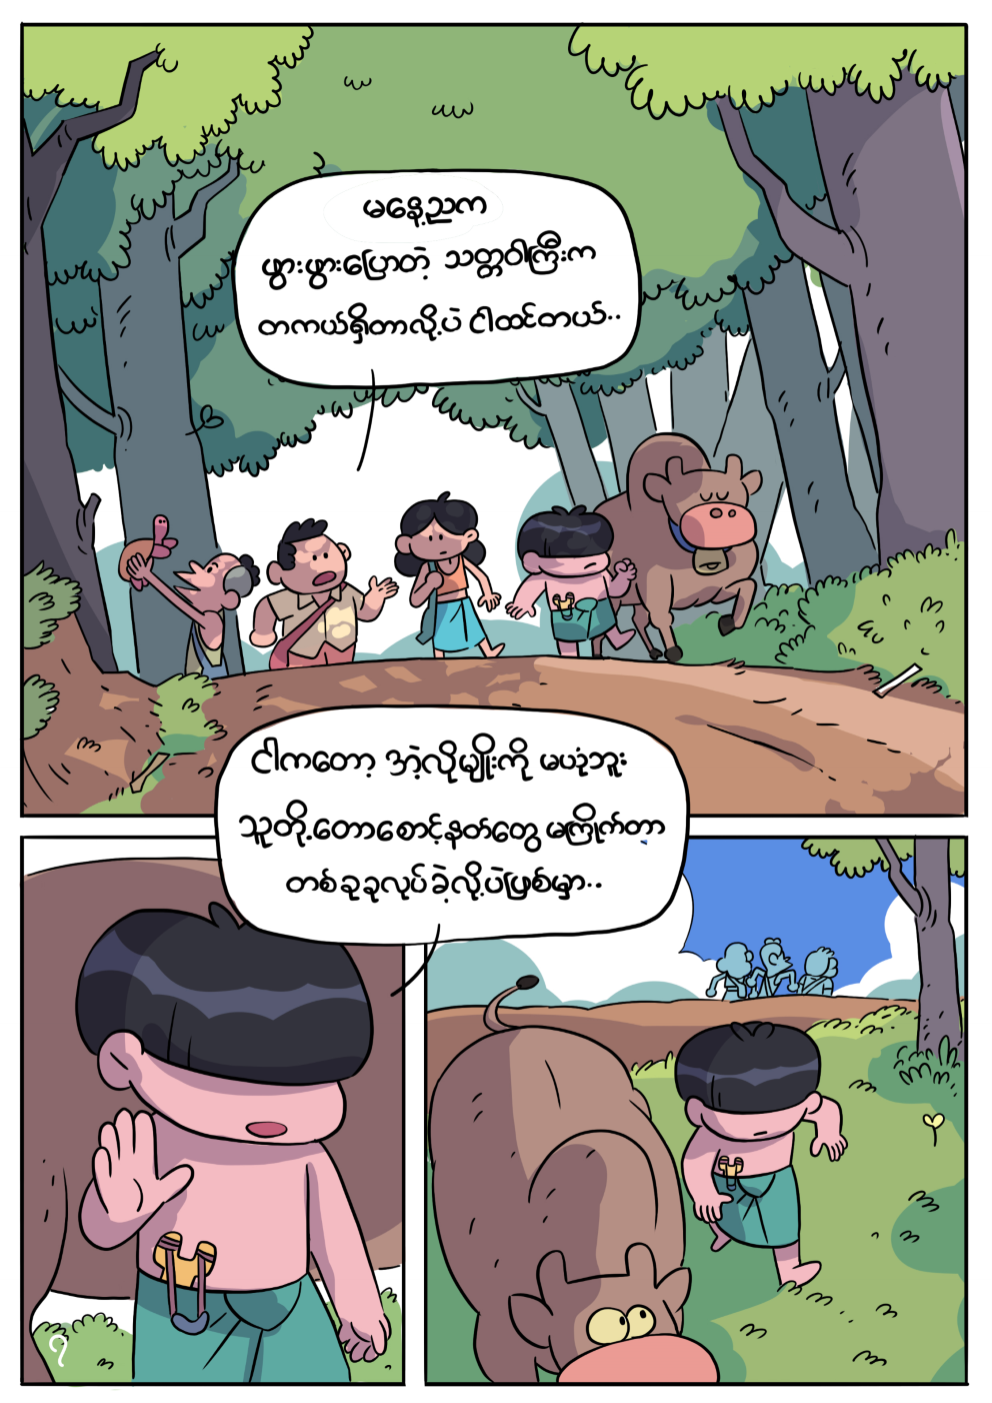 မနေ့ညက
ဖွားဖွားပြောတဲ့ သတ္တဝါကြီးက
တကယ်ရှိတာလို့ပဲ ငါထင်တယ်..
ငါကတော့ အဲ့လိုမျိုးကို မယုံဘူး
သူတို့တောစောင့်နတ်တွေ မကြိုက်တာ
တစ်ခုခုလုပ်ခဲ့လို့ပဲဖြစ်မှာ..
၇